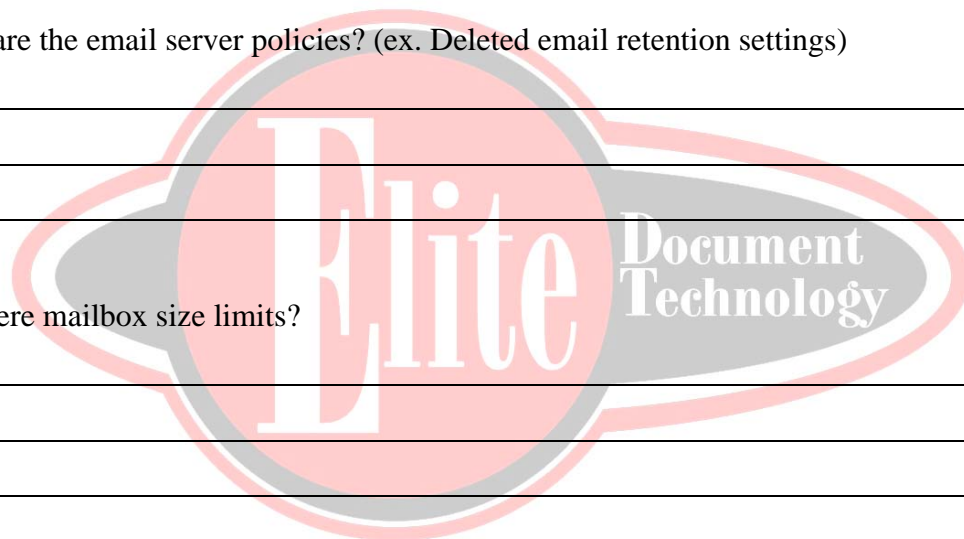 are the email server policies? (ex. Deleted email retention settings)
Elite
Document
Technology
ere mailbox size limits?